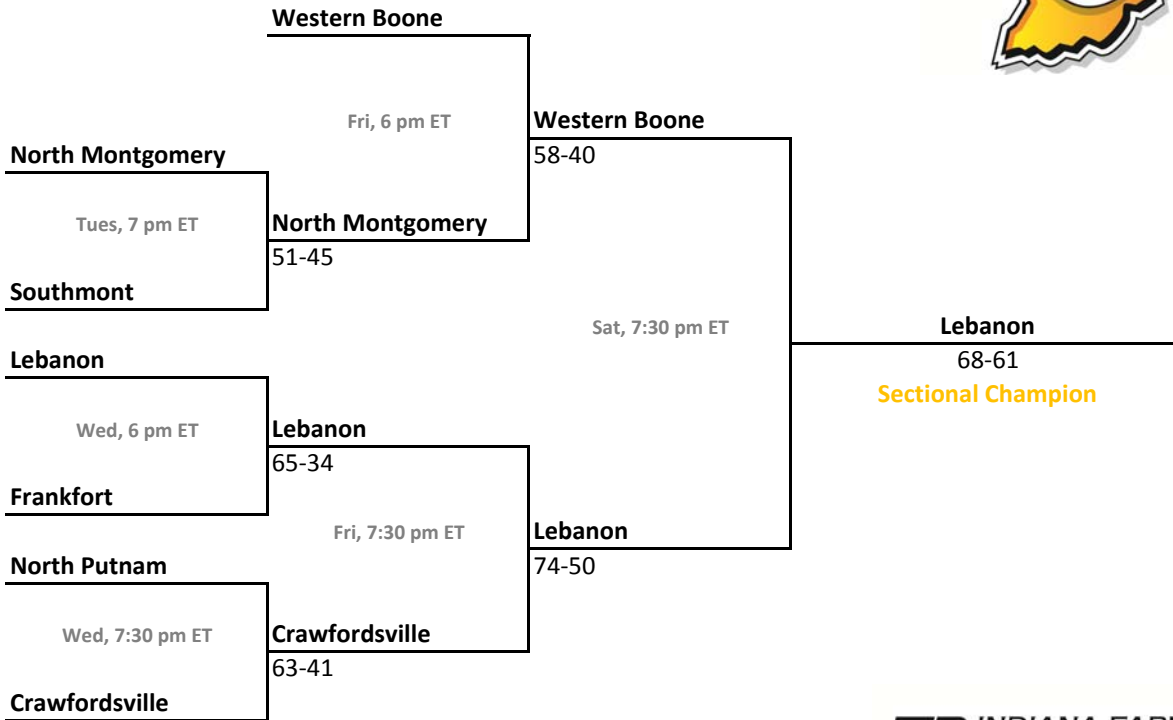 Western Boone
Fri, 6 pm ET
Western Boone
58-40
North Montgomery
Tues, 7 pm ET
North Montgomery
51-45
Southmont
Sat, 7:30 pm ET
Lebanon
68-61
Sectional Champion
Lebanon
Wed, 6 pm ET
Lebanon
65-34
Frankfort
Fri, 7:30 pm ET
Lebanon
74-50
North Putnam
Wed, 7:30 pm ET
Crawfordsville
63-41
Crawfordsville
INDIANA